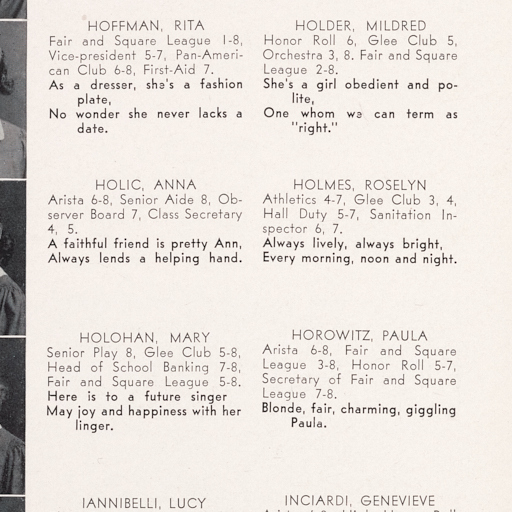 HOFFMAN, RITA
Fair and Square League 1-8,
Vice-president 5-7, Pan-Ameri-
can Club 6-8, First-Aid 7.
As a dresser, she's a fashion
plate,
No wonder she never lacks a
date.
HOLIC, ANNA
Arista 6-8, Senior Aide 8, Ob-
server Board 7, Class Secretary
4, 5.
A faithful friend is pretty Ann,
Always lends a helping hand.
HOLOHAN, MARY
Senior Play 8, Glee Club 5-8,
Head of School Banking 7-8,
Fair and Square League 5-8.
Here is to a future singer
May joy and happiness with her
linger.
IANNIBELLI, LUCY
HOLDER, MILDRED
Honor Roll 6, Glee Club 5,
Orchestra 3, 8. Fair and Square
League 2-8.
She's a girl obedient and po-
lite,
One whom we can term as
"right."
HOLMES, ROSELYN
Athletics 4-7, Glee Club 3, 4,
Hall Duty 5-7, Sanitation In-
spector 6, 7.
Always lively, always bright,
Every morning, noon and night.
HOROWITZ, PAULA
Arista 6-8, Fair and Square
League 3-8, Honor Roll 5-7,
Secretary of Fair and Square
League 7-8.
Blonde, fair, charming, giggling
Paula.
INCIARDI, GENEVIEVE